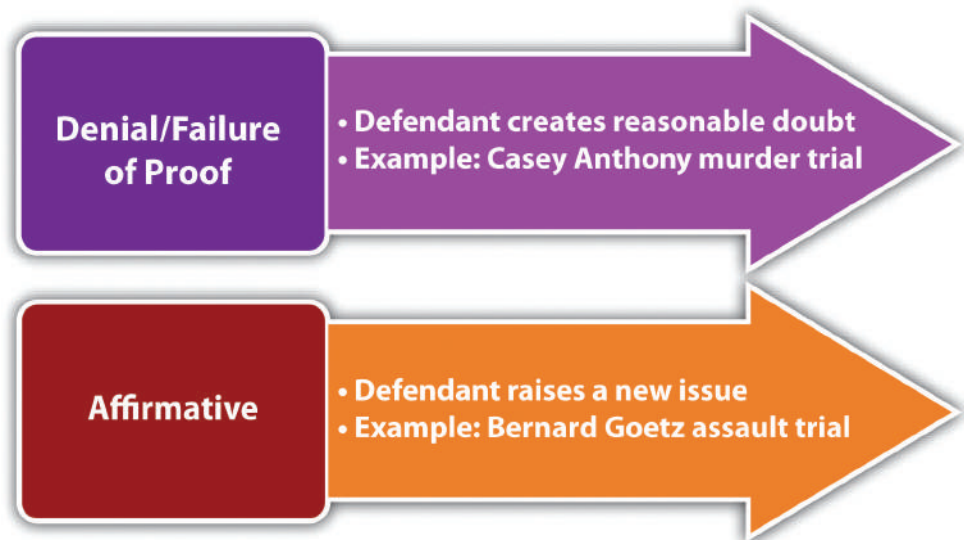 Denial/Failure
of Proof
• Defendant creates reasonable doubt
• Example: Casey Anthony murder trial
Affirmative
• Defendant raises a new issue
• Example: Bernard Goetz assault trial